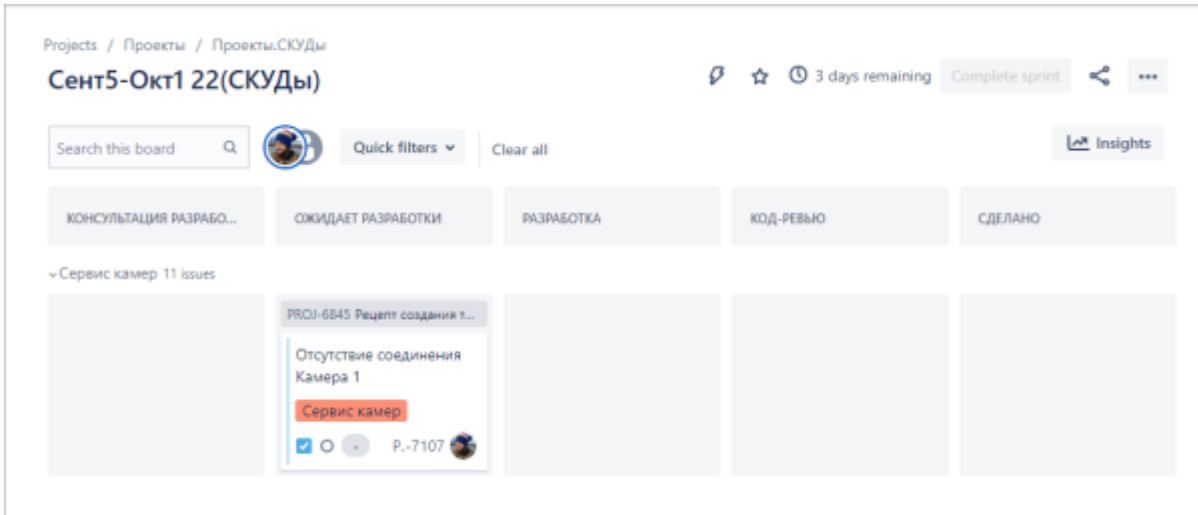 Projects / Проекты / Проекты.СКУДы
Сент5-Окт1 22(СКУДы)
3 days remaining
Complete sprint
Search this board
Quick filters
Clear all
Insights
КОНСУЛЬТАЦИЯ РАЗРАБО...
ОЖИДАЕТ РАЗРАБОТКИ
РАЗРАБОТКА
КОД-РЕВЬЮ
СДЕЛАНО
Сервис камер 11 issues
PROJ-6845 Рецепт создания т...
Отсутствие соединения
Камера 1
Сервис камер
-
P.-7107